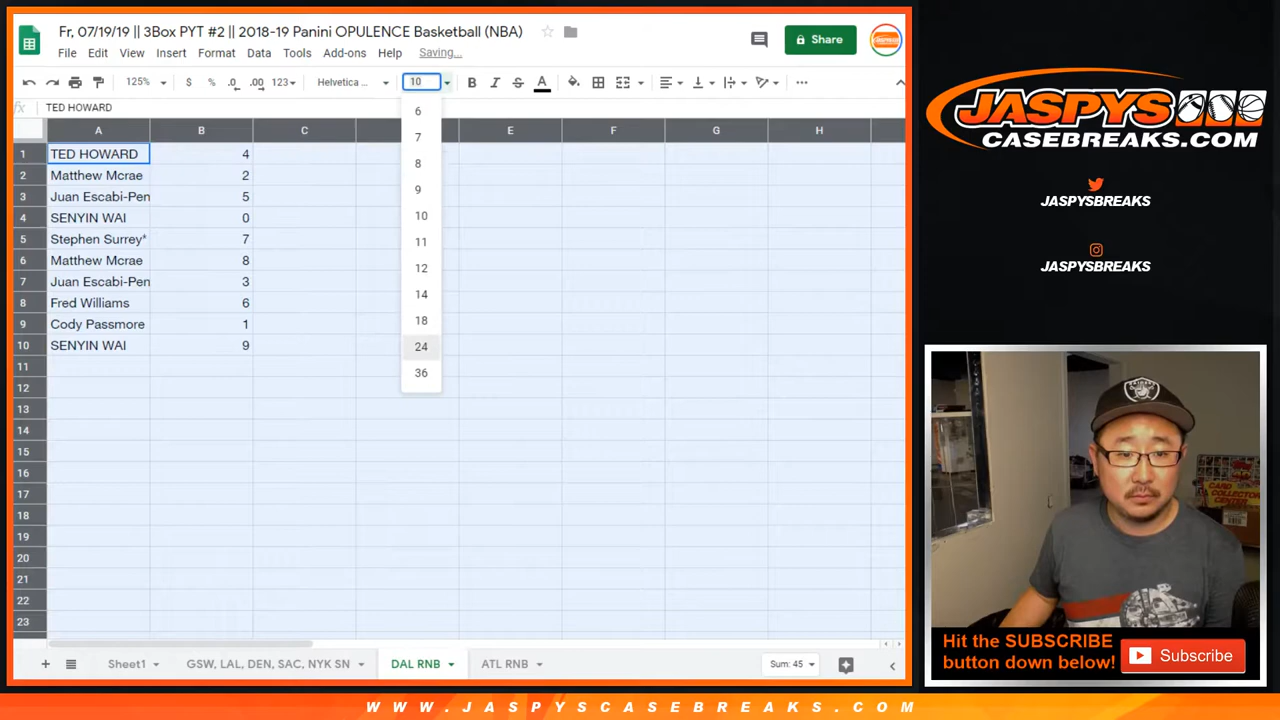 Fr, 07/19/19 || 3Box PYT #2 || 2018-19 Panini OPULENCE Basketball (NBA)
File Edit View Insert Format Data Tools Add-ons Help Saving...
Share
125% $ % .0 .00 123 Helvetica ... 10 B I S A
fx TED HOWARD
A B C E F G H
1 TED HOWARD 4
2 Matthew Mcrae 2
3 Juan Escabi-Pen 5
4 SENYIN WAI 0
5 Stephen Surrey* 7
6 Matthew Mcrae 8
7 Juan Escabi-Pen 3
8 Fred Williams 6
9 Cody Passmore 1
10 SENYIN WAI 9
11
12
13
14
15
16
17
18
19
20
21
22
23
6
7
8
9
10
11
12
14
18
24
36
Sheet1 GSW, LAL, DEN, SAC, NYK SN DAL RNB ATL RNB Sum: 45
JASPYS
CASEBREAKS.COM
JASPYSBREAKS
JASPYSBREAKS
RAIDERS
Hit the SUBSCRIBE
button down below!
Subscribe
WWW.JASPYSCASEBREAKS.COM